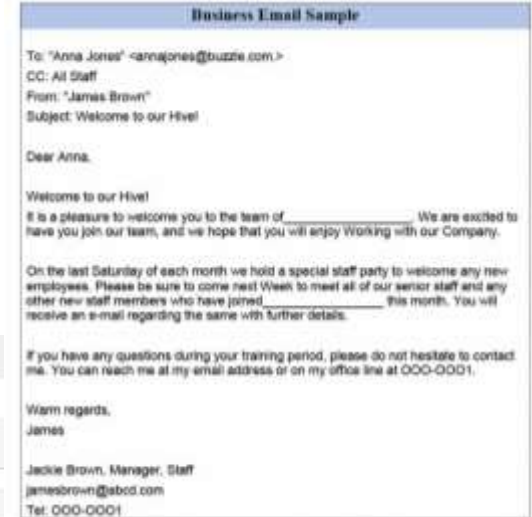 Business Email Sample
To: "Anna Jones" <annajones@buzzle.com.>
CC: All Staff
From: "James Brown"
Subject: Welcome to our Hive!
Dear Anna,
Welcome to our Hive!
It is a pleasure to welcome you to the team of____________________. We are excited to
have you join our team, and we hope that you will enjoy Working with our Company.
On the last Saturday of each month we hold a special staff party to welcome any new
employees. Please be sure to come next Week to meet all of our senior staff and any
other new staff members who have joined___________________ this month. You will
receive an e-mail regarding the same with further details.
If you have any questions during your training period, please do not hesitate to contact
me. You can reach me at my email address or on my office line at OOO-OOO1.
Warm regards,
James
Jackie Brown, Manager, Staff
jamesbrown@abcd.com
Tel: OOO-OOO1